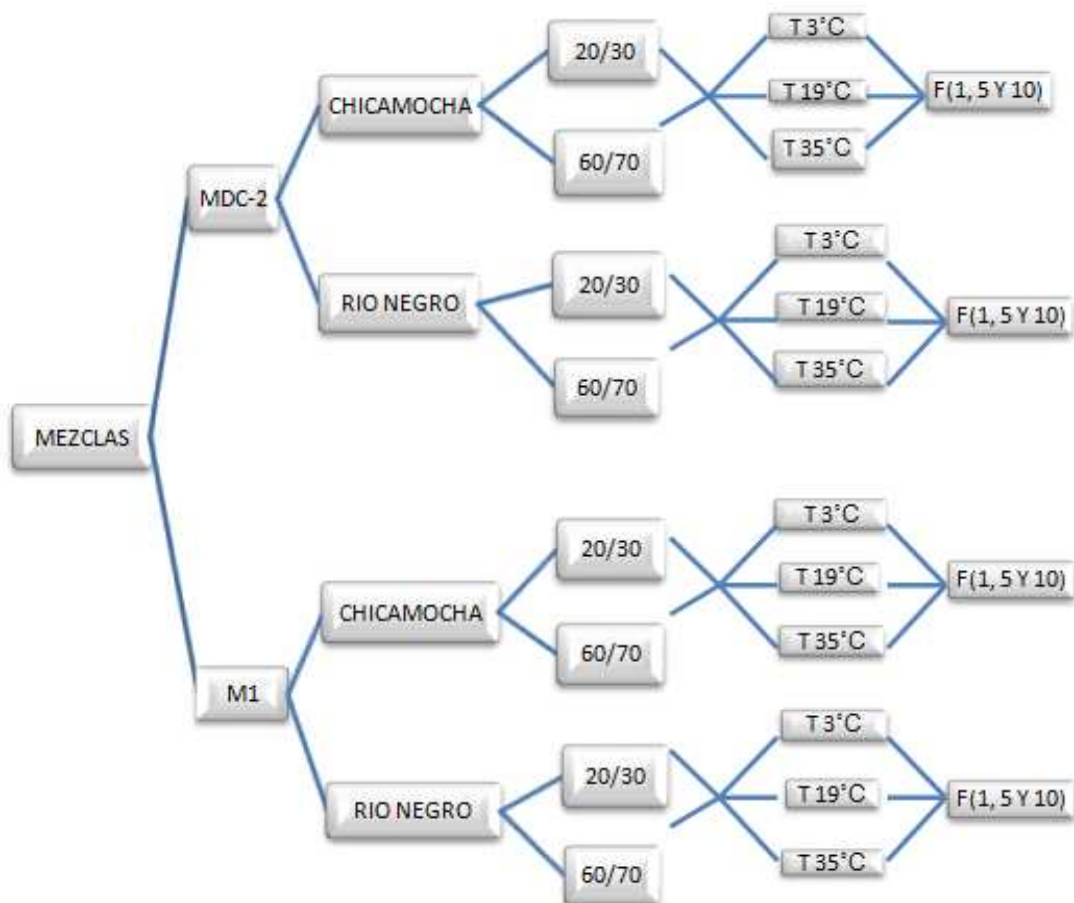 MEZCLAS
MDC-2
CHICAMOCHA
20/30
60/70
T 3°C
T 19°C
T 35°C
F(1, 5 Y 10)
RIO NEGRO
20/30
60/70
T 3°C
T 19°C
T 35°C
F(1, 5 Y 10)
M1
CHICAMOCHA
20/30
60/70
T 3°C
T 19°C
T 35°C
F(1, 5 Y 10)
RIO NEGRO
20/30
60/70
T 3°C
T 19°C
T 35°C
F(1, 5 Y 10)